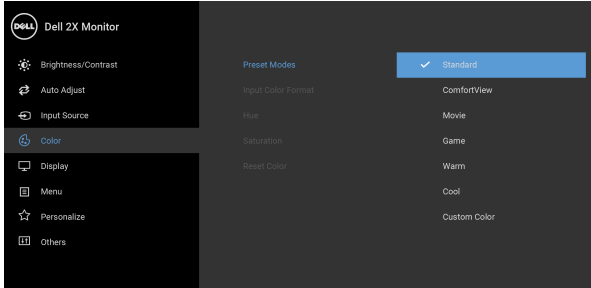 DELL
Dell 2X Monitor
Brightness/Contrast
Auto Adjust
Input Source
Color
Display
Menu
Personalize
Others
Preset Modes
Input Color Format
Hue
Saturation
Reset Color
Standard
ComfortView
Movie
Game
Warm
Cool
Custom Color